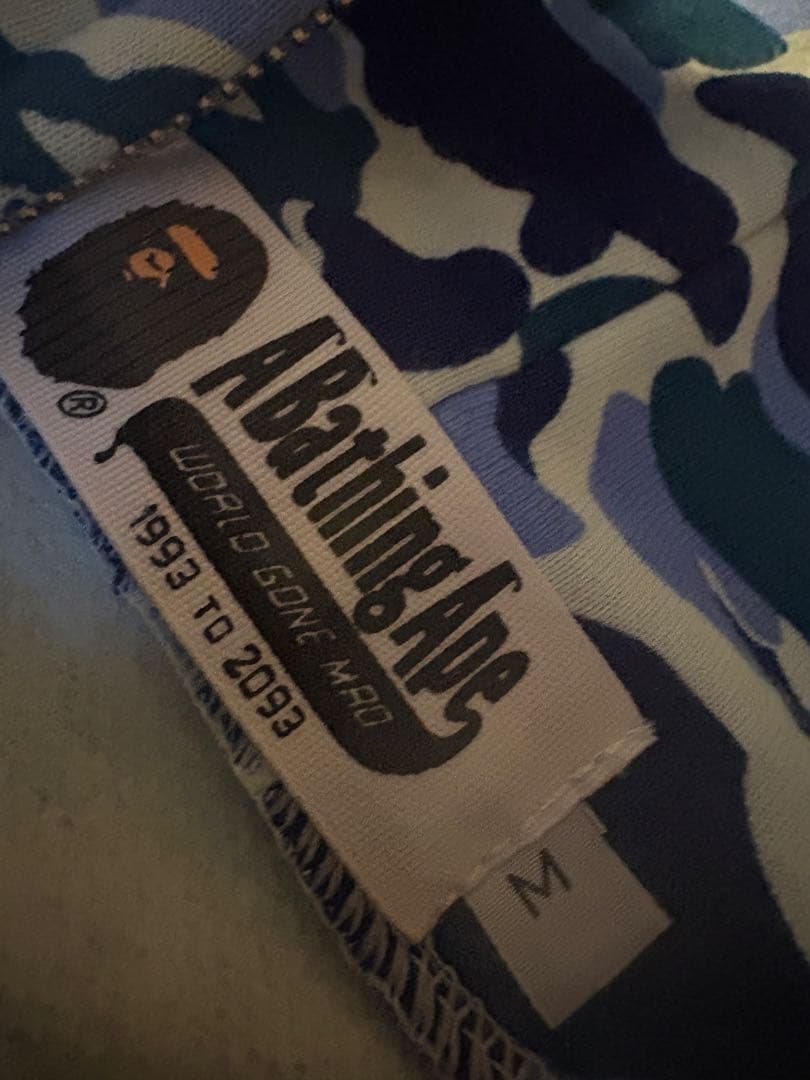 ®
ABathingApe
WORLD GONE MAD
1993 TO 2093
M